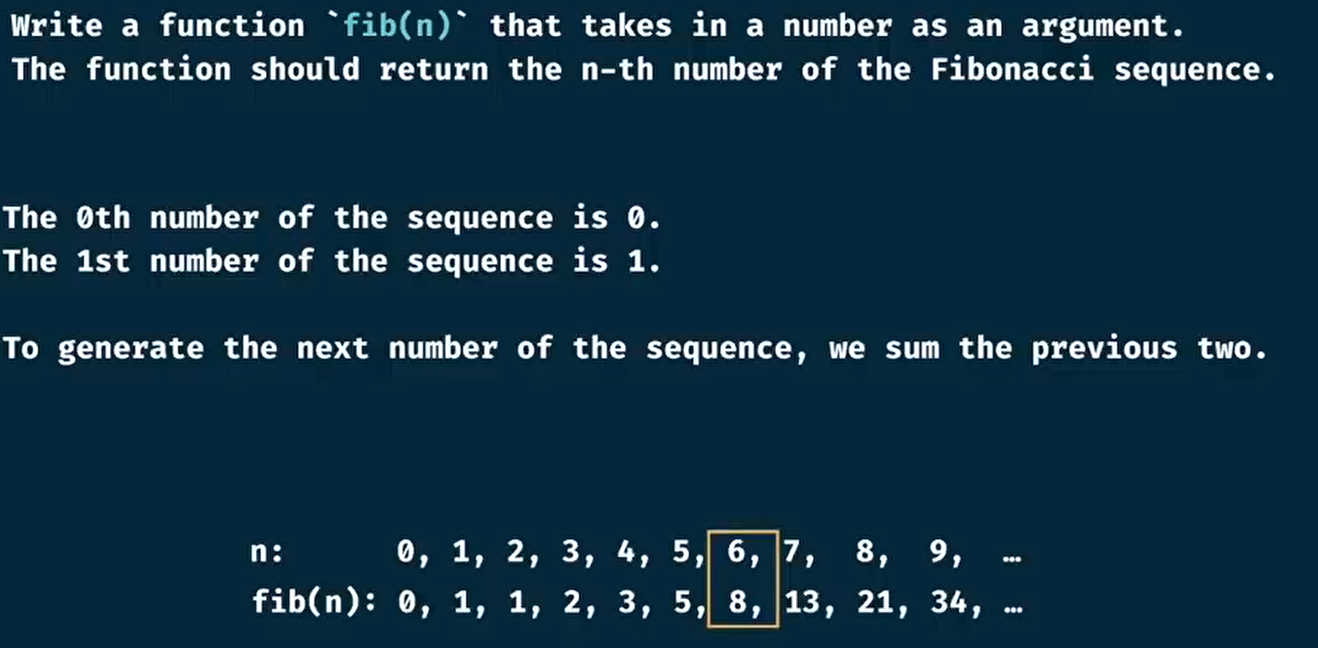 Write a function `fib(n)` that takes in a number as an argument.
The function should return the n-th number of the Fibonacci sequence.
The 0th number of the sequence is 0.
The 1st number of the sequence is 1.
To generate the next number of the sequence, we sum the previous two.
n: 0, 1, 2, 3, 4, 5, 6, 7, 8, 9, …
fib(n): 0, 1, 1, 2, 3, 5, 8, 13, 21, 34, …